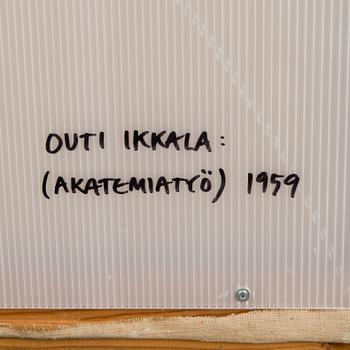 OUTI IKKALA:
(AKATEMIATYÖ) 1959